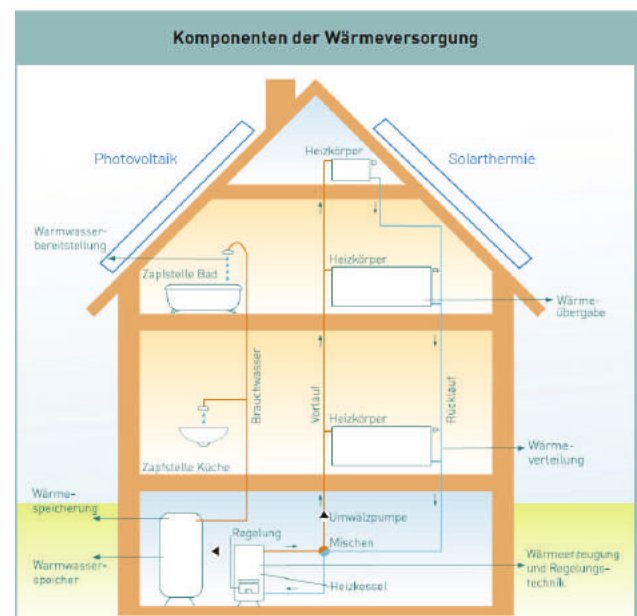 Komponenten der Wärmeversorgung
Heizkörper
Photovoltaik
Solarthermie
Warmwasser-
bereitstellung
Zapfstelle Bad
Heizkörper
Wärme-
übergabe
Brauchwasser
Vorlauf
Rücklauf
Heizkörper
Zapfstelle Küche
Wärme-
verteilung
Wärme-
speicherung
Umwälzpumpe
Regelung
Mischen
Warmwasser-
speicher
Wärmeerzeugung
und Regelungs-
technik
Heizkessel